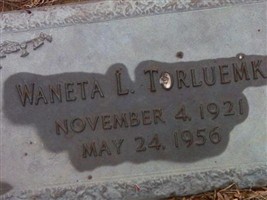 WANETA L. TORLUEMK
NOVEMBER 4, 1921
MAY 24, 1956